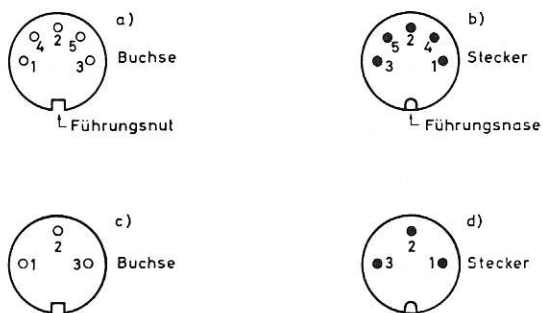 a)
2
4 5
1 3
Buchse
Führungsnut
b)
2
5 4
3 1
Stecker
Führungsnase
c)
2
1 3
Buchse
d)
2
3 1
Stecker